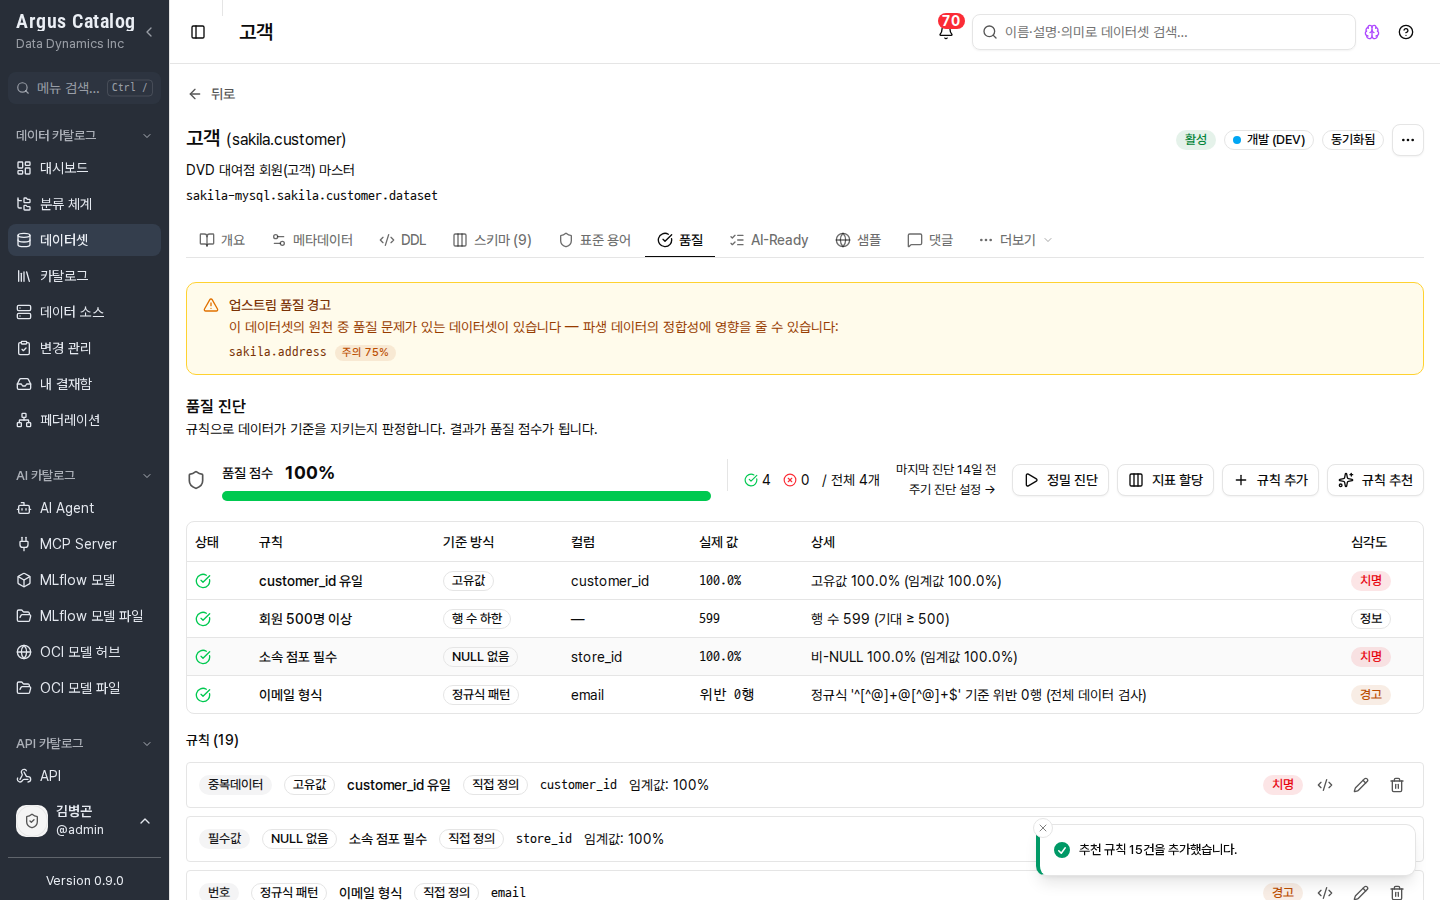 Argus Catalog
Data Dynamics Inc
메뉴 검색...
Ctrl /
데이터 카탈로그
대시보드
분류 체계
데이터셋
카탈로그
데이터 소스
변경 관리
내 결재함
페더레이션
AI 카탈로그
AI Agent
MCP Server
MLflow 모델
MLflow 모델 파일
OCI 모델 허브
OCI 모델 파일
API 카탈로그
API
김병곤
@admin
Version 0.9.0
고객
70
이름·설명·의미로 데이터셋 검색...
뒤로
고객 (sakila.customer)
활성
개발 (DEV)
동기화됨
DVD 대여점 회원(고객) 마스터
sakila-mysql.sakila.customer.dataset
개요
메타데이터
DDL
스키마 (9)
표준 용어
품질
AI-Ready
샘플
댓글
더보기
업스트림 품질 경고
이 데이터셋의 원천 중 품질 문제가 있는 데이터셋이 있습니다 — 파생 데이터의 정합성에 영향을 줄 수 있습니다:
sakila.address 주의 75%
품질 진단
규칙으로 데이터가 기준을 지키는지 판정합니다. 결과가 품질 점수가 됩니다.
품질 점수 100%
4 0 / 전체 4개
마지막 진단 14일 전
주기 진단 설정 →
정밀 진단
지표 할당
규칙 추가
규칙 추천
상태 규칙 기준 방식 컬럼 실제 값 상세 심각도
customer_id 유일 고유값 customer_id 100.0% 고유값 100.0% (임계값 100.0%) 치명
회원 500명 이상 행 수 하한 — 599 행 수 599 (기대 ≥ 500) 정보
소속 점포 필수 NULL 없음 store_id 100.0% 비-NULL 100.0% (임계값 100.0%) 치명
이메일 형식 정규식 패턴 email 위반 0행 정규식 '^[^@]+@[^@]+$' 기준 위반 0행 (전체 데이터 검사) 경고
규칙 (19)
중복데이터 고유값 customer_id 유일 직접 정의 customer_id 임계값: 100% 치명
필수값 NULL 없음 소속 점포 필수 직접 정의 store_id 임계값: 100%
번호 정규식 패턴 이메일 형식 직접 정의 email 경고
추천 규칙 15건을 추가했습니다.